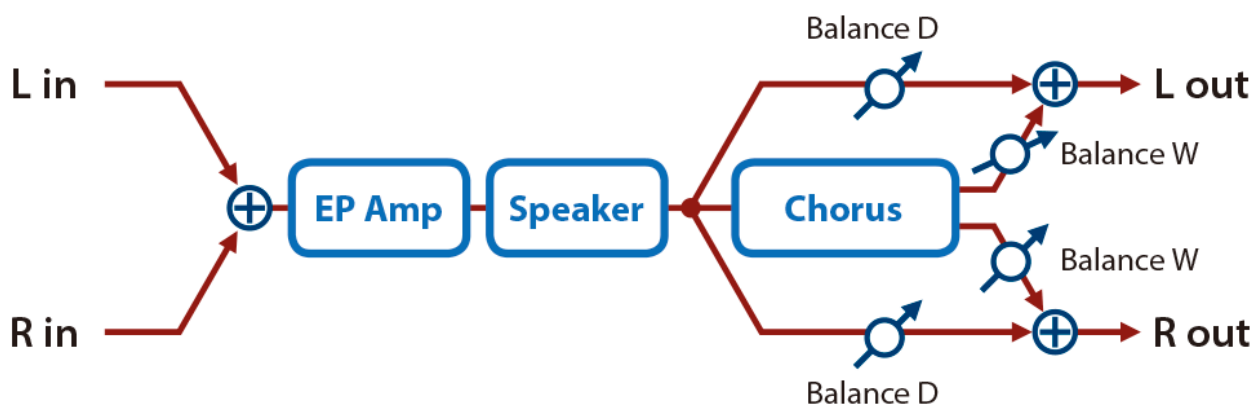 Balance D
L in
L out
Balance W
EP Amp
Speaker
Chorus
Balance W
R in
R out
Balance D